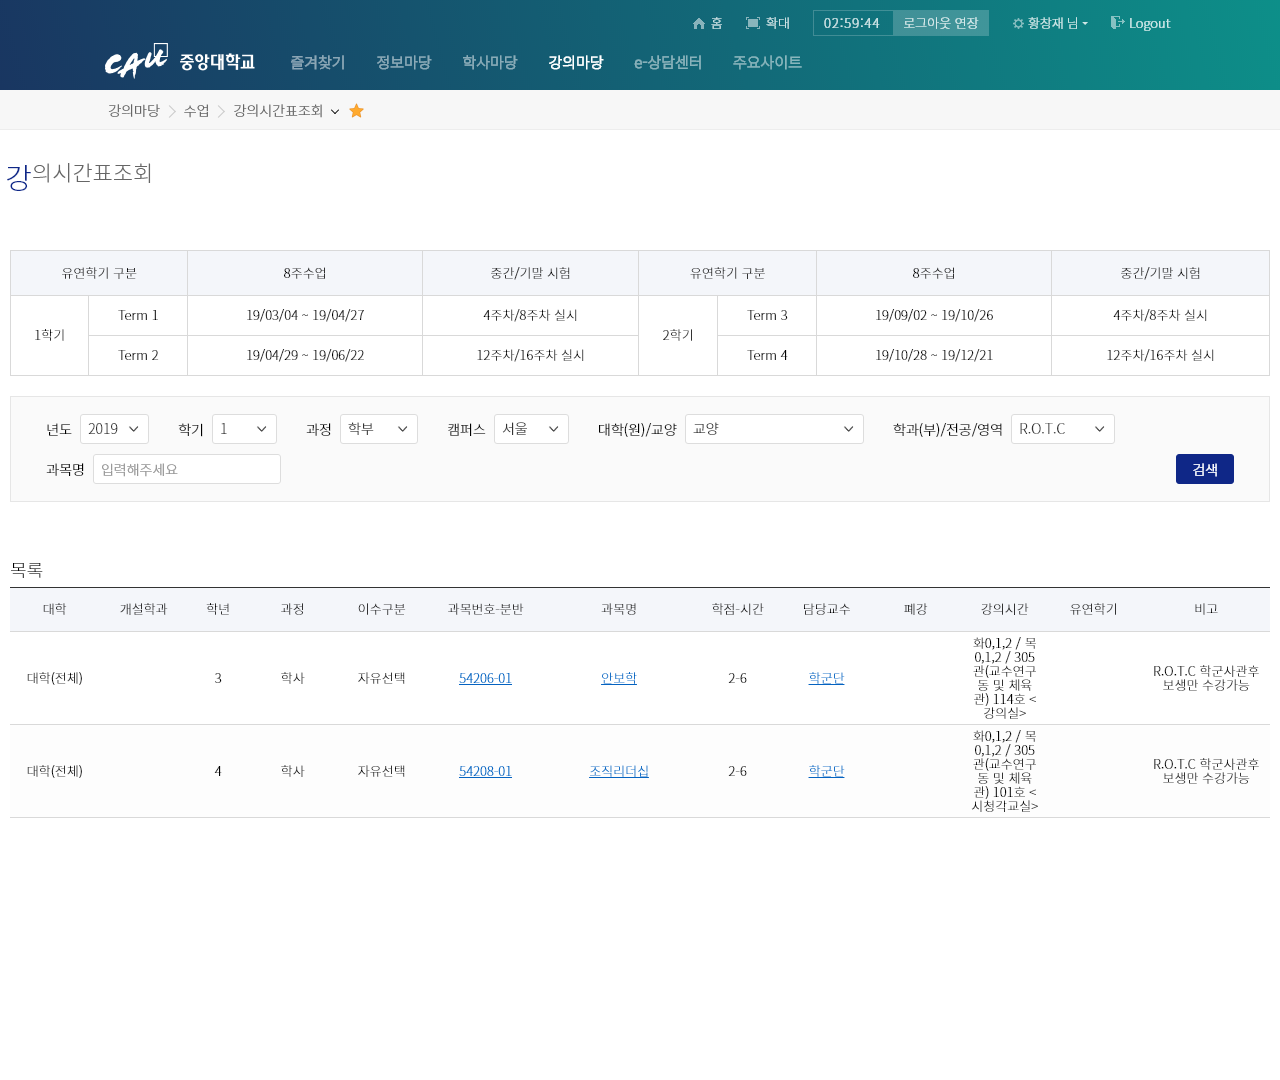 홈 확대 02:59:44 로그아웃 연장 황창재 님 Logout
CAU 중앙대학교 즐겨찾기 정보마당 학사마당 강의마당 e-상담센터 주요사이트
강의마당 수업 강의시간표조회
강의시간표조회
유연학기 구분 8주수업 중간/기말 시험 유연학기 구분 8주수업 중간/기말 시험
1학기 Term 1 19/03/04 ~ 19/04/27 4주차/8주차 실시 2학기 Term 3 19/09/02 ~ 19/10/26 4주차/8주차 실시
Term 2 19/04/29 ~ 19/06/22 12주차/16주차 실시 Term 4 19/10/28 ~ 19/12/21 12주차/16주차 실시
년도 2019 학기 1 과정 학부 캠퍼스 서울 대학(원)/교양 교양 학과(부)/전공/영역 R.O.T.C
과목명 입력해주세요 검색
목록
대학 개설학과 학년 과정 이수구분 과목번호-분반 과목명 학점-시간 담당교수 폐강 강의시간 유연학기 비고
대학(전체) 3 학사 자유선택 54206-01 안보학 2-6 학군단
화0,1,2 / 목
0,1,2 / 305
관(교수연구
동 및 체육
관) 114호 <
강의실>
R.O.T.C 학군사관후
보생만 수강가능
대학(전체) 4 학사 자유선택 54208-01 조직리더십 2-6 학군단
화0,1,2 / 목
0,1,2 / 305
관(교수연구
동 및 체육
관) 101호 <
시청각교실>
R.O.T.C 학군사관후
보생만 수강가능